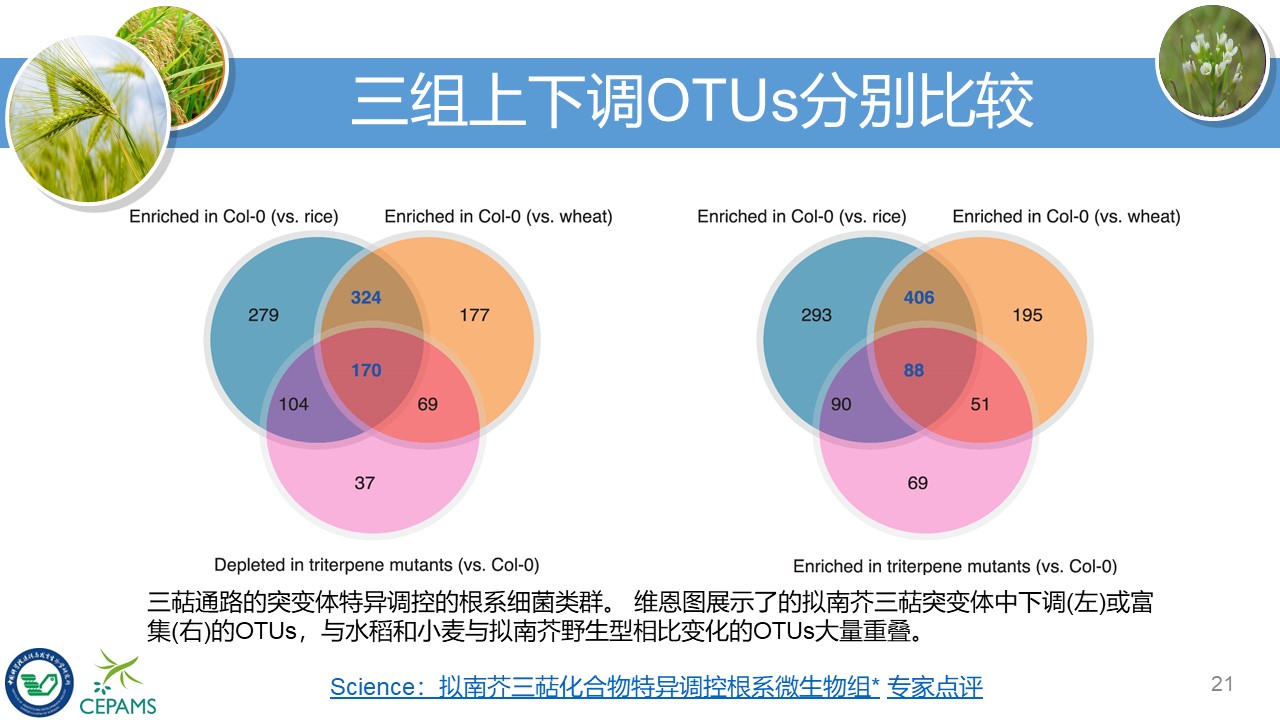 三组上下调OTUs分别比较
Enriched in Col-0 (vs. rice)
Enriched in Col-0 (vs. wheat)
279
324
177
170
104
69
37
Depleted in triterpene mutants (vs. Col-0)
Enriched in Col-0 (vs. rice)
Enriched in Col-0 (vs. wheat)
293
406
195
88
90
51
69
Enriched in triterpene mutants (vs. Col-0)
三萜通路的突变体特异调控的根系细菌类群。 维恩图展示了的拟南芥三萜突变体中下调(左)或富
集(右)的OTUs，与水稻和小麦与拟南芥野生型相比变化的OTUs大量重叠。
CEPAMS
Science：拟南芥三萜化合物特异调控根系微生物组* 专家点评
21